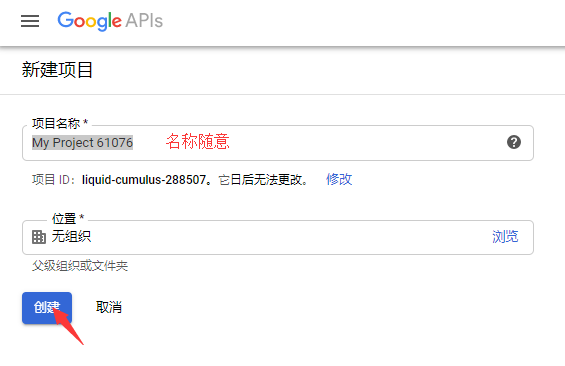 Google APIs
新建项目
项目名称 *
My Project 61076 名称随意
项目 ID：liquid-cumulus-288507。它日后无法更改。 修改
位置 *
无组织 浏览
父级组织或文件夹
创建 取消